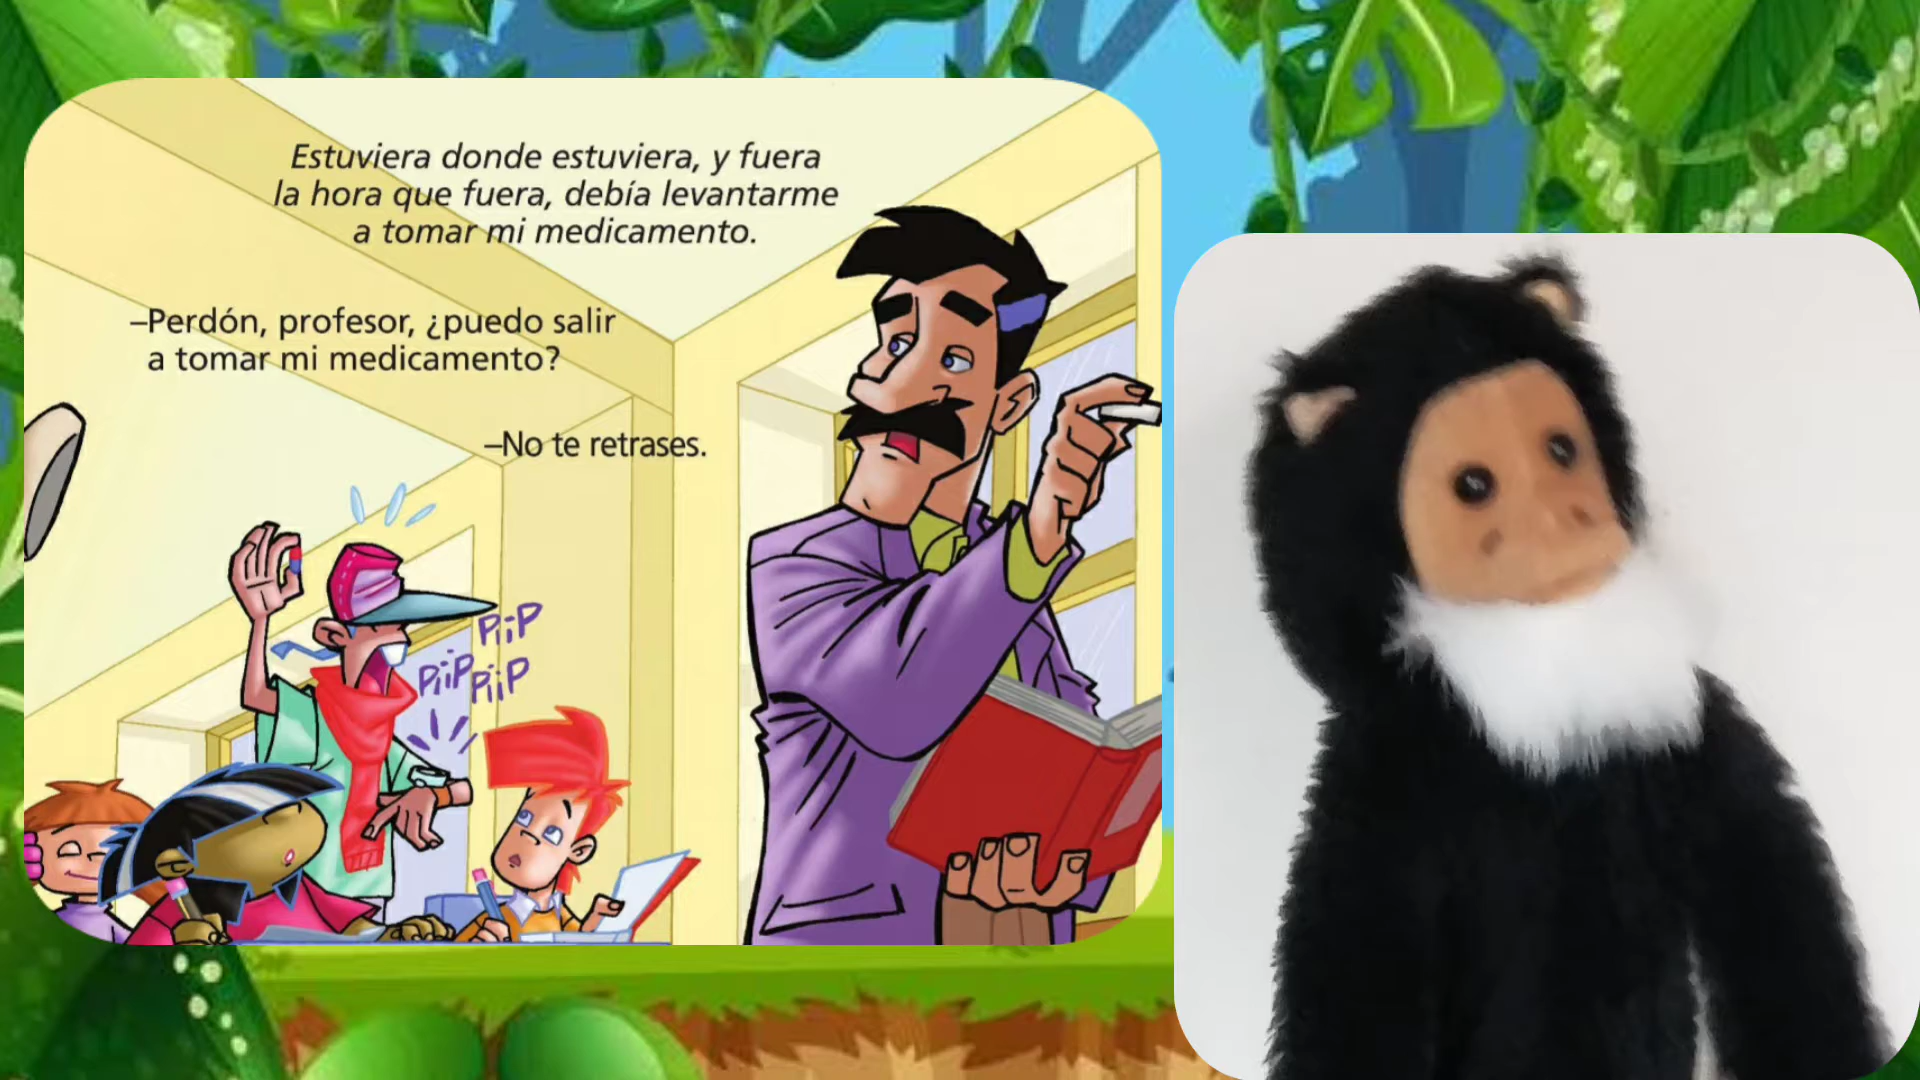 Estuviera donde estuviera, y fuera
la hora que fuera, debía levantarme
a tomar mi medicamento.
–Perdón, profesor, ¿puedo salir
a tomar mi medicamento?
–No te retrases.
PiiP
PiiP PiiP